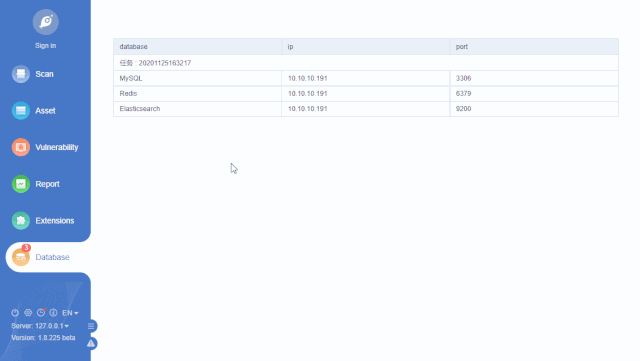 Sign in
Scan
Asset
Vulnerability
Report
Extensions
3
Database
EN
Server: 127.0.0.1
Version: 1.8.225 beta
database ip port
任务 : 20201125163217
MySQL 10.10.10.191 3306
Redis 10.10.10.191 6379
Elasticsearch 10.10.10.191 9200